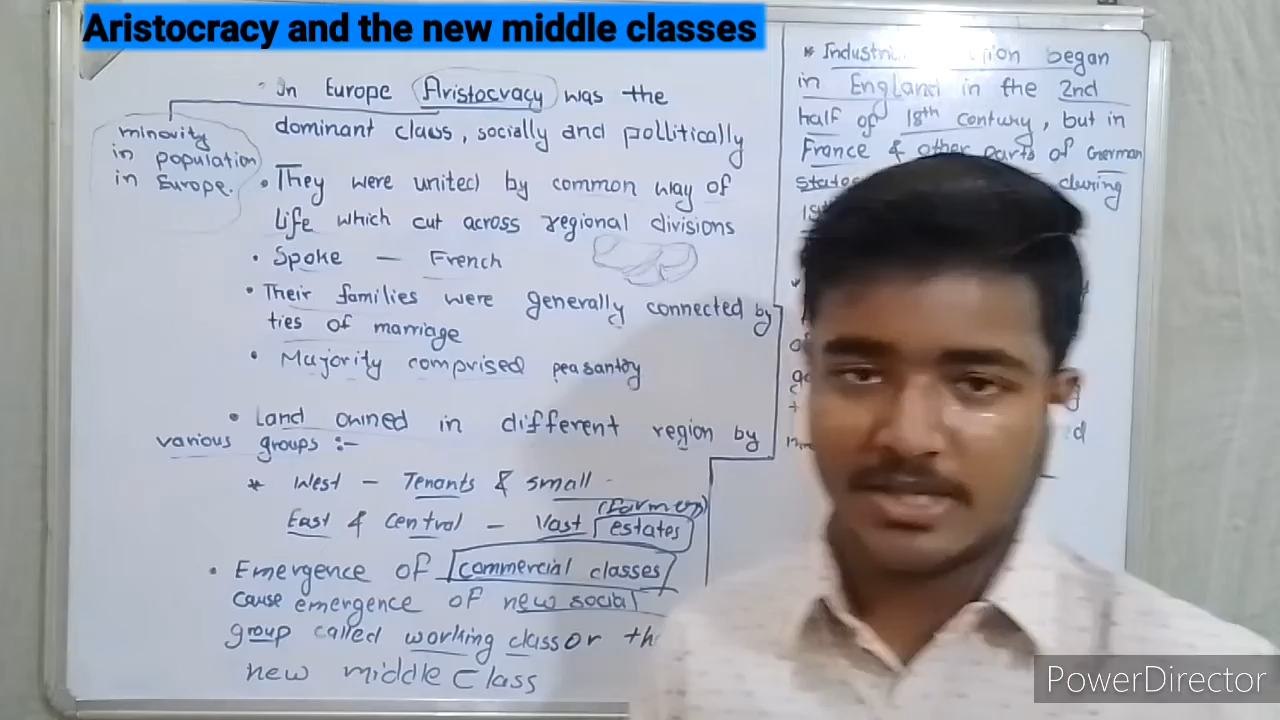 Aristocracy and the new middle classes
In Europe Aristocracy was the
dominant class, socially and pollitically
minority
in population
in Europe.
• They were united by common way of
life which cut across regional divisions
• Spoke — French
• Their families were generally connected by
ties of marriage
• Majority comprised peasantry
• Land owned in different region by
various groups :-
* West - Tenants & small
(farmers)
East & central - Vast estates
• Emergence of commercial classes
cause emergence of new social
group called working class or
new middle class
* began
in England in the 2nd
half of 18th century, but in
France & other parts of German
during
PowerDirector